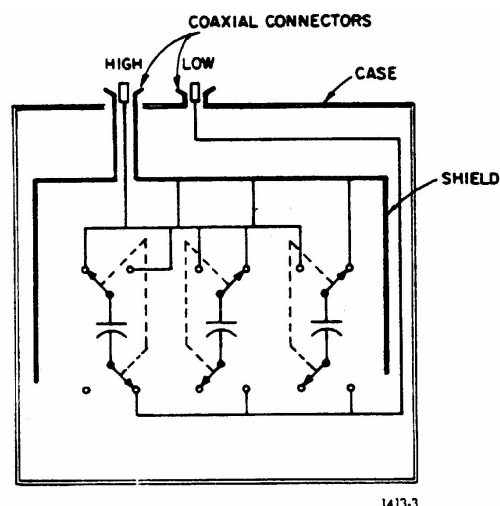 COAXIAL CONNECTORS
HIGH
LOW
CASE
SHIELD
1413-3